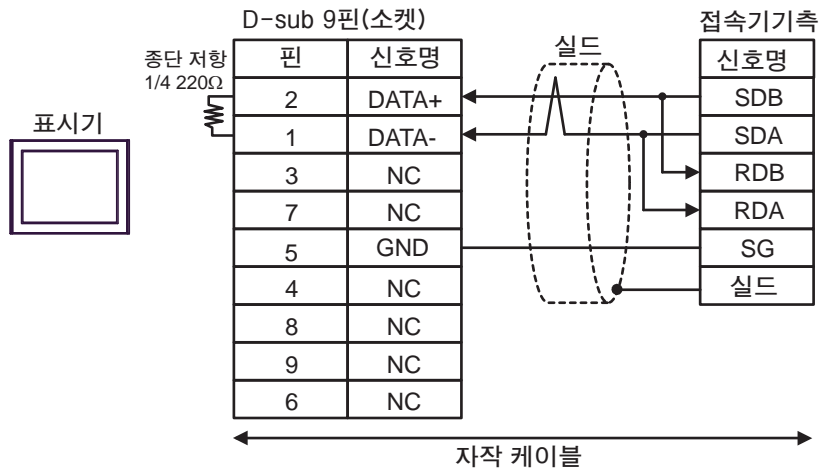 D-sub 9핀(소켓)
접속기기측
종단 저항
1/4 220Ω
핀 신호명
실드
신호명
2 DATA+
SDB
표시기
1 DATA-
SDA
3 NC
RDB
7 NC
RDA
5 GND
SG
4 NC
실드
8 NC
9 NC
6 NC
자작 케이블